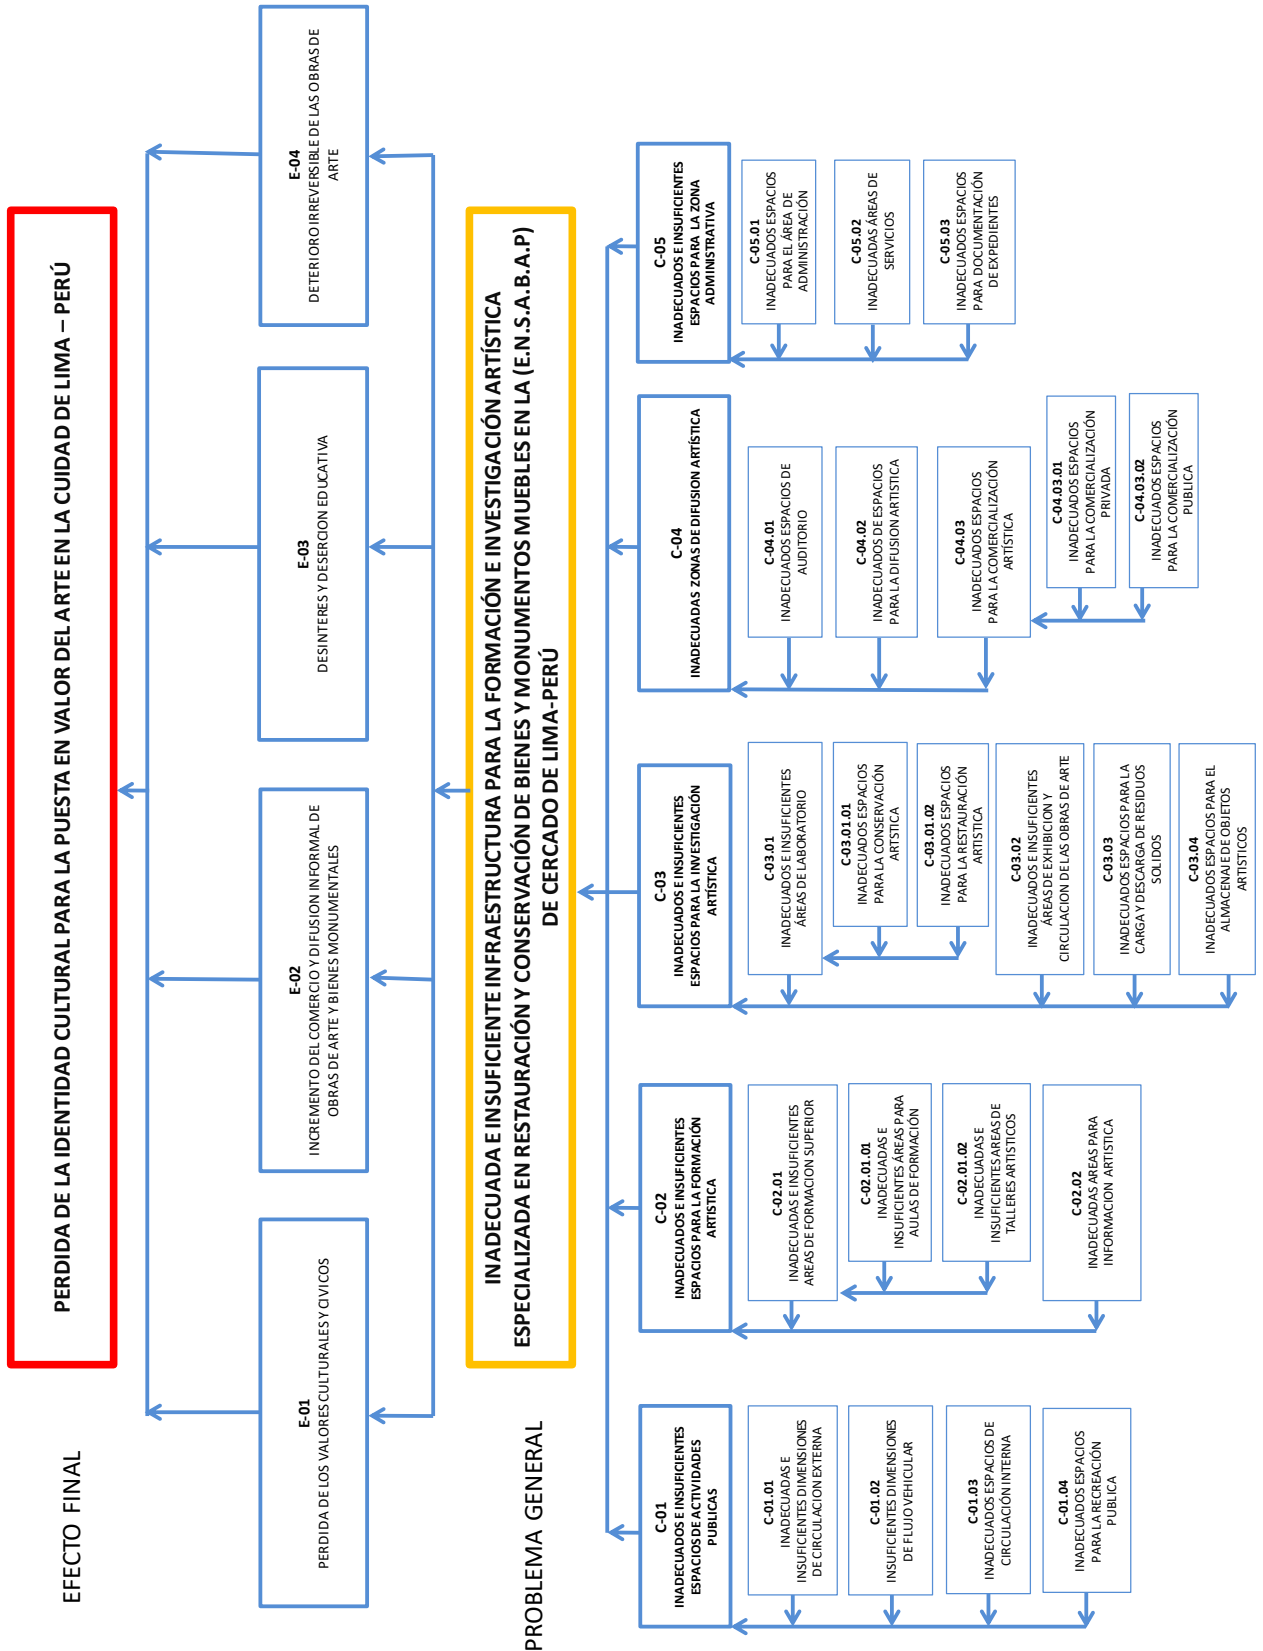 EFECTO FINAL
PERDIDA DE LA IDENTIDAD CULTURAL PARA LA PUESTA EN VALOR DEL ARTE EN LA CUIDAD DE LIMA – PERÚ
E-01
PERDIDA DE LOS VALORES CULTURALES Y CIVICOS
E-02
INCREMENTO DEL COMERCIO Y DIFUSION INFORMAL DE
OBRAS DE ARTE Y BIENES MONUMENTALES
E-03
DESINTERES Y DESERCION EDUCATIVA
E-04
DETERIORO IRREVERSIBLE DE LAS OBRAS DE
ARTE
PROBLEMA GENERAL
INADECUADA E INSUFICIENTE INFRAESTRUCTURA PARA LA FORMACIÓN E INVESTIGACIÓN ARTÍSTICA
ESPECIALIZADA EN RESTAURACIÓN Y CONSERVACIÓN DE BIENES Y MONUMENTOS MUEBLES EN LA (E.N.S.A.B.A.P)
DE CERCADO DE LIMA-PERÚ
C-01
INADECUADOS E INSUFICIENTES
ESPACIOS DE ACTIVIDADES
PUBLICAS
C-01.01
INADECUADAS E
INSUFICIENTES DIMENSIONES
DE CIRCULACION EXTERNA
C-01.02
INSUFICIENTES DIMENSIONES
DE FLUJO VEHICULAR
C-01.03
INADECUADOS ESPACIOS DE
CIRCULACIÓN INTERNA
C-01.04
INADECUADOS ESPACIOS
PARA LA RECREACIÓN
PUBLICA
C-02
INADECUADOS E INSUFICIENTES
ESPACIOS PARA LA FORMACIÓN
ARTISTICA
C-02.01
INADECUADAS E INSUFICIENTES
AREAS DE FORMACION SUPERIOR
C-02.01.01
INADECUADAS E
INSUFICIENTES ÁREAS PARA
AULAS DE FORMACIÓN
C-02.01.02
INADECUADAS E
INSUFICIENTES AREAS DE
TALLERES ARTISTICOS
C-02.02
INADECUADAS AREAS PARA
INFORMACION ARTISTICA
C-03
INADECUADOS E INSUFICIENTES
ESPACIOS PARA LA INVESTIGACIÓN
ARTÍSTICA
C-03.01
INADECUADOS E INSUFICIENTES
ÁREAS DE LABORATORIO
C-03.01.01
INADECUADOS ESPACIOS
PARA LA CONSERVACIÓN
ARTSTICA
C-03.01.02
INADECUADOS ESPACIOS
PARA LA RESTAURACIÓN
ARTISTICA
C-03.02
INADECUADOS E INSUFICIENTES
ÁREAS DE EXHIBICION Y
CIRCULACION DE LAS OBRAS DE ARTE
C-03.03
INADECUADOS ESPACIOS PARA LA
CARGA Y DESCARGA DE RESIDUOS
SOLIDOS
C-03.04
INADECUADOS ESPACIOS PARA EL
ALMACENAJE DE OBJETOS
ARTISTICOS
C-04
INADECUADAS ZONAS DE DIFUSION ARTÍSTICA
C-04.01
INADECUADOS ESPACIOS DE
AUDITORIO
C-04.02
INADECUADOS DE ESPACIOS
PARA LA DIFUSION ARTISTICA
C-04.03
INADECUADOS ESPACIOS
PARA LA COMERCIALIZACIÓN
ARTÍSTICA
C-04.03.01
INADECUADOS ESPACIOS
PARA LA COMERCIALIZACIÓN
PRIVADA
C-04.03.02
INADECUADOS ESPACIOS
PARA LA COMERCIALIZACIÓN
PUBLICA
C-05
INADECUADOS E INSUFICIENTES
ESPACIOS PARA LA ZONA
ADMINISTRATIVA
C-05.01
INADECUADOS ESPACIOS
PARA EL ÁREA DE
ADMINISTRACIÓN
C-05.02
INADECUADAS ÁREAS DE
SERVICIOS
C-05.03
INADECUADOS ESPACIOS
PARA DOCUMENTACIÓN
DE EXPEDIENTES